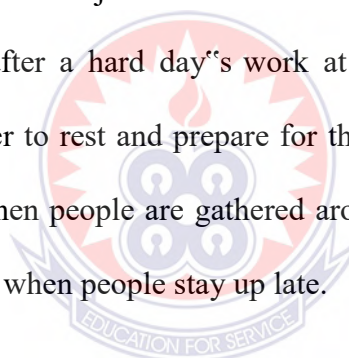 after a hard day‟s work at
er to rest and prepare for th
hen people are gathered aro
when people stay up late.
EDUCATION FOR SERVICE